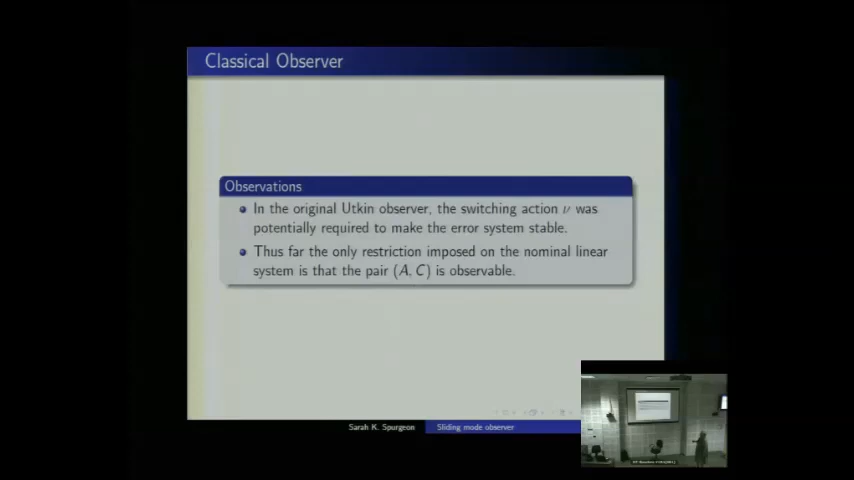 Classical Observer
Observations
In the original Utkin observer, the switching action ν was
potentially required to make the error system stable.
Thus far the only restriction imposed on the nominal linear
system is that the pair (A, C) is observable.
Sarah K. Spurgeon Sliding mode observer